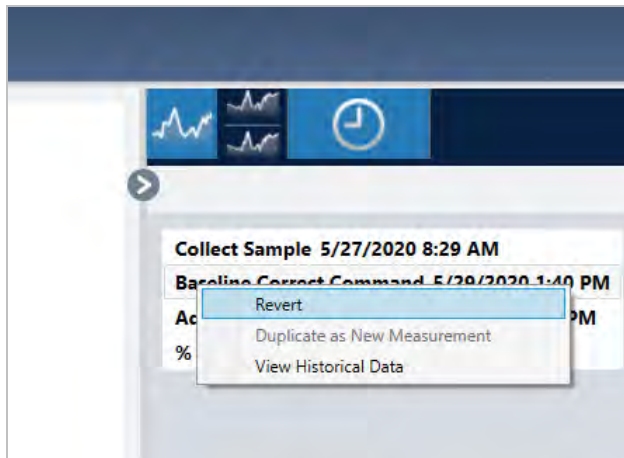 Collect Sample 5/27/2020 8:29 AM
Baseline Correct Command 5/29/2020 1:40 PM
Revert
PM
Duplicate as New Measurement
%
View Historical Data